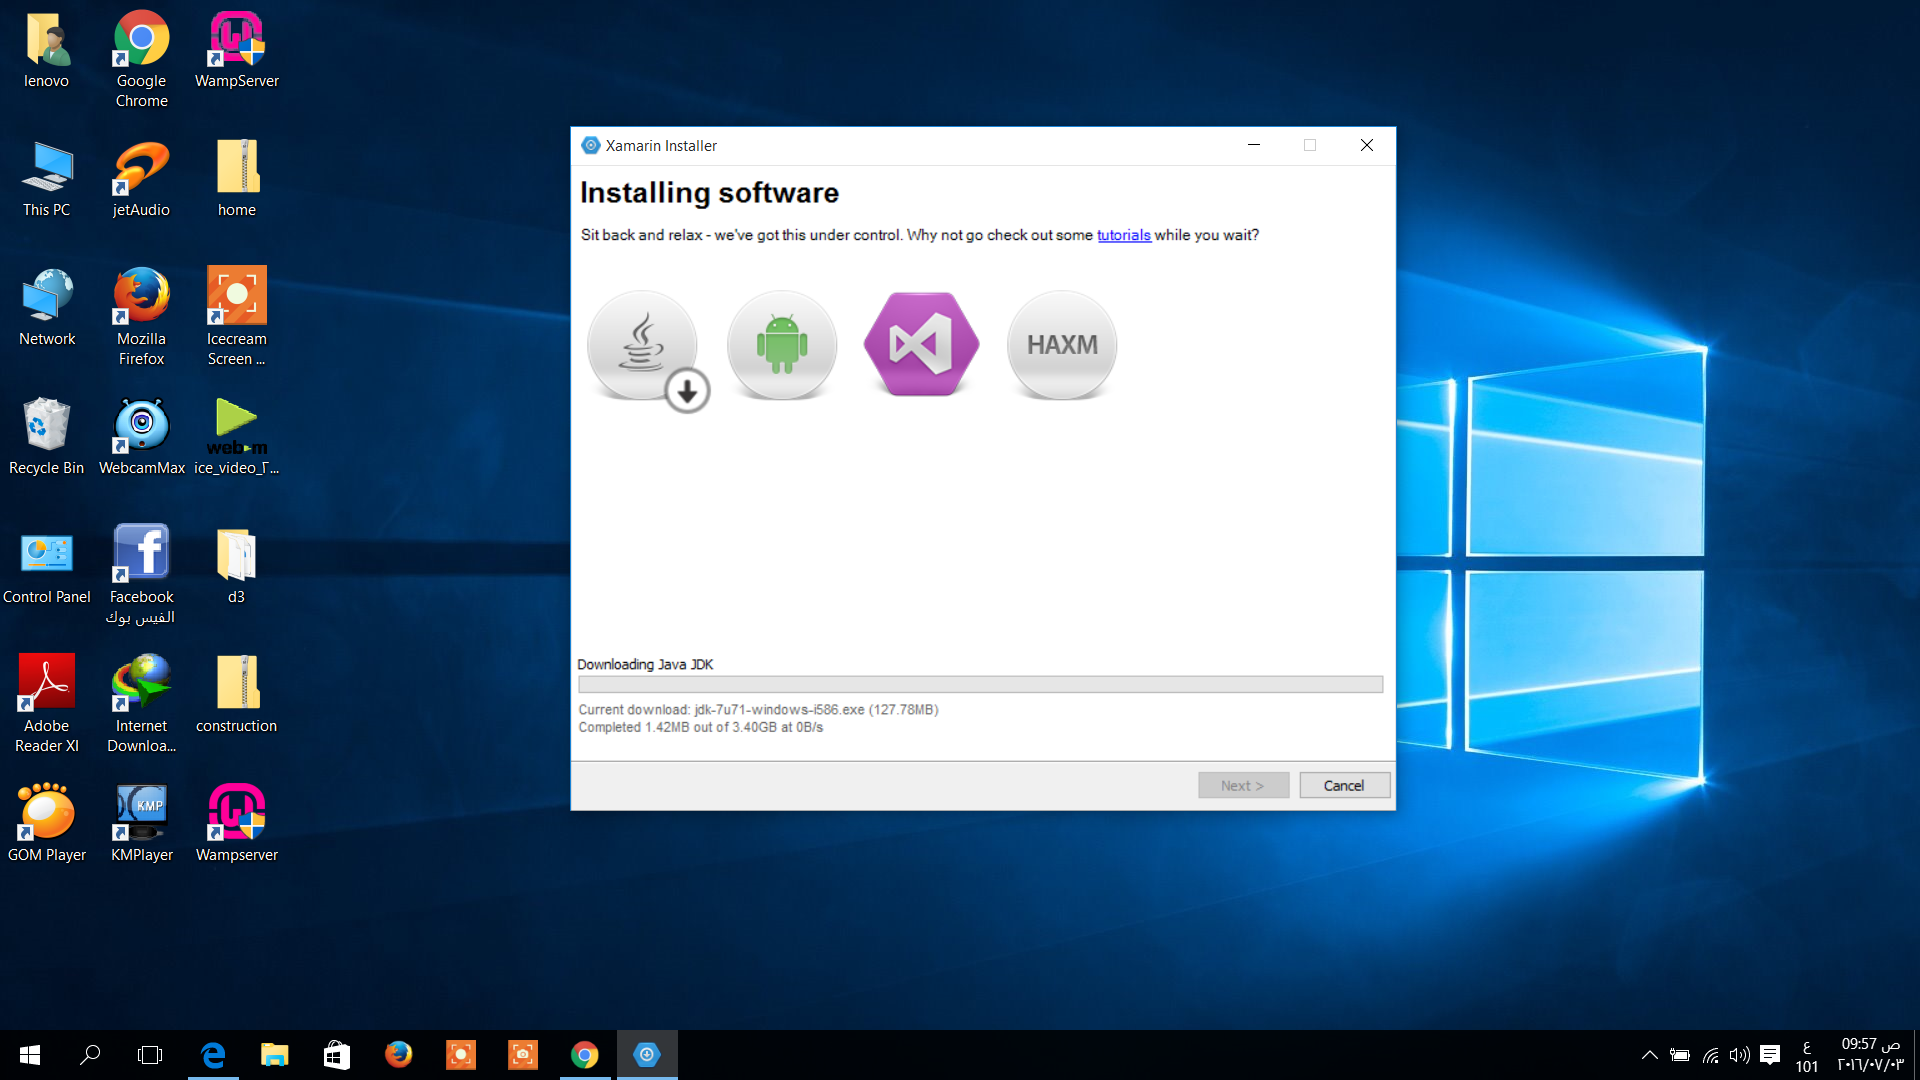 lenovo
Google
Chrome
WampServer
This PC
jetAudio
home
Network
Mozilla
Firefox
Icecream
Screen ...
Recycle Bin
WebcamMax
web-m
ice_video_٢...
Control Panel
Facebook
الفيس بوك
d3
Adobe
Reader XI
Internet
Downloa...
construction
GOM Player
KMP
KMPlayer
Wampserver
Xamarin Installer
Installing software
Sit back and relax - we've got this under control. Why not go check out some tutorials while you wait?
HAXM
Downloading Java JDK
Current download: jdk-7u71-windows-i586.exe (127.78MB)
Completed 1.42MB out of 3.40GB at 0B/s
Next >
Cancel
ع
101
09:57 ص
٢٠١٦/٠٧/٠٣